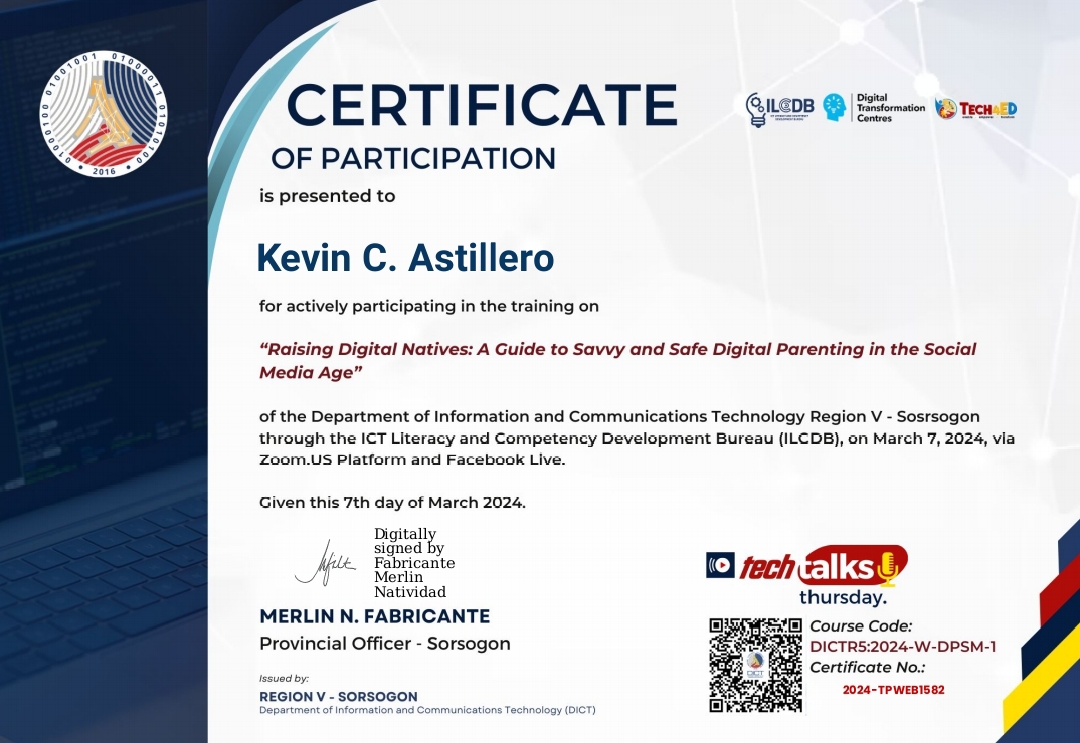 01000010 01001001 01000011 01010100
2016
CERTIFICATE
OF PARTICIPATION
is presented to
ILCDB
Digital
Transformation
Centres
TECH4ED
Kevin C. Astillero
for actively participating in the training on
“Raising Digital Natives: A Guide to Savvy and Safe Digital Parenting in the Social
Media Age”
of the Department of Information and Communications Technology Region V - Sosrsogon
through the ICT Literacy and Competency Development Bureau (ILCDB), on March 7, 2024, via
Zoom.US Platform and Facebook Live.
Given this 7th day of March 2024.
Digitally
signed by
Fabricante
Merlin
Natividad
MERLIN N. FABRICANTE
Provincial Officer - Sorsogon
Issued by:
REGION V - SORSOGON
Department of Information and Communications Technology (DICT)
tech talks
thursday.
DICT
Course Code:
DICTR5:2024-W-DPSM-1
Certificate No.:
2024-TPWEB1582